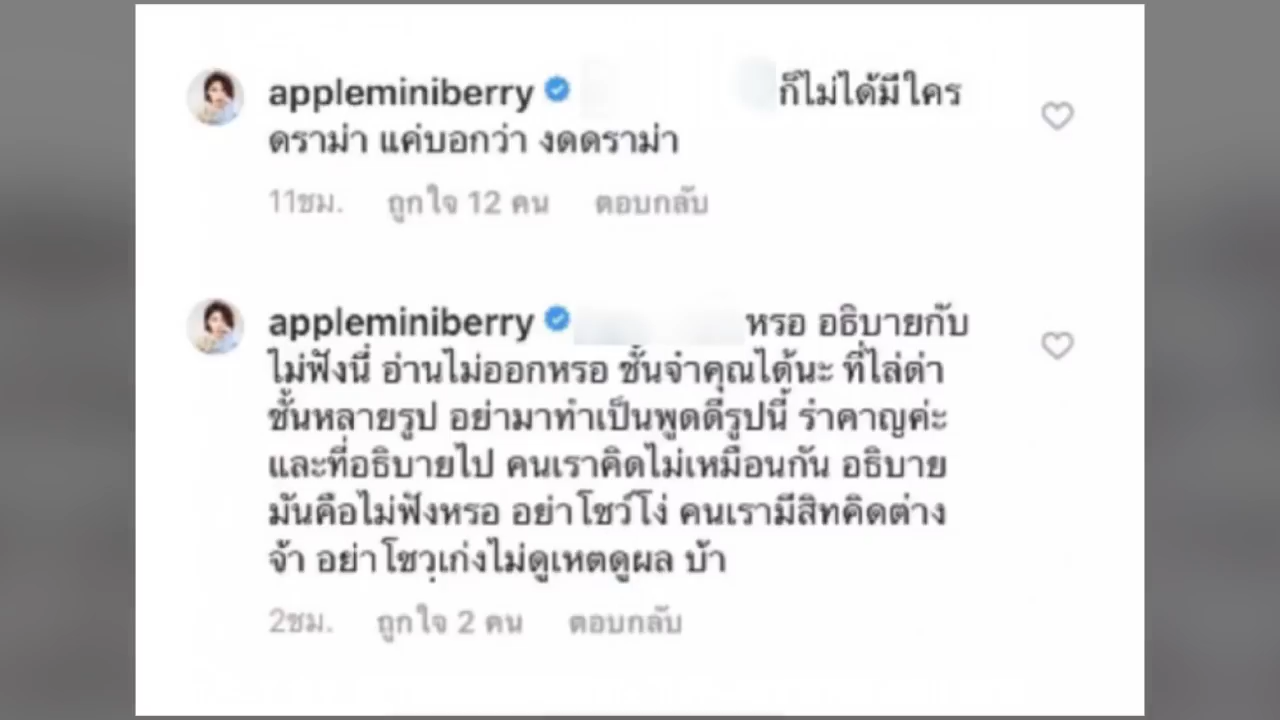 appleminiberry ก็ไม่ได้มีใคร
ดราม่า แค่บอกว่า งดดราม่า
11ชม. ถูกใจ 12 คน ตอบกลับ
appleminiberry หรอ อธิบายกับ
ไม่ฟังนี่ อ่านไม่ออกหรอ ชั้นจำคุณได้นะ ที่ไล่ด่า
ชั้นหลายรูป อย่ามาทำเป็นพูดดีรูปนี้ รำคาญค่ะ
และที่อธิบายไป คนเราคิดไม่เหมือนกัน อธิบาย
มันคือไม่ฟังหรอ อย่าโชว์โง่ คนเรามีสิทคิดต่าง
จ้า อย่าโชวฺเก่งไม่ดูเหตดูผล บ้า
2ชม. ถูกใจ 2 คน ตอบกลับ